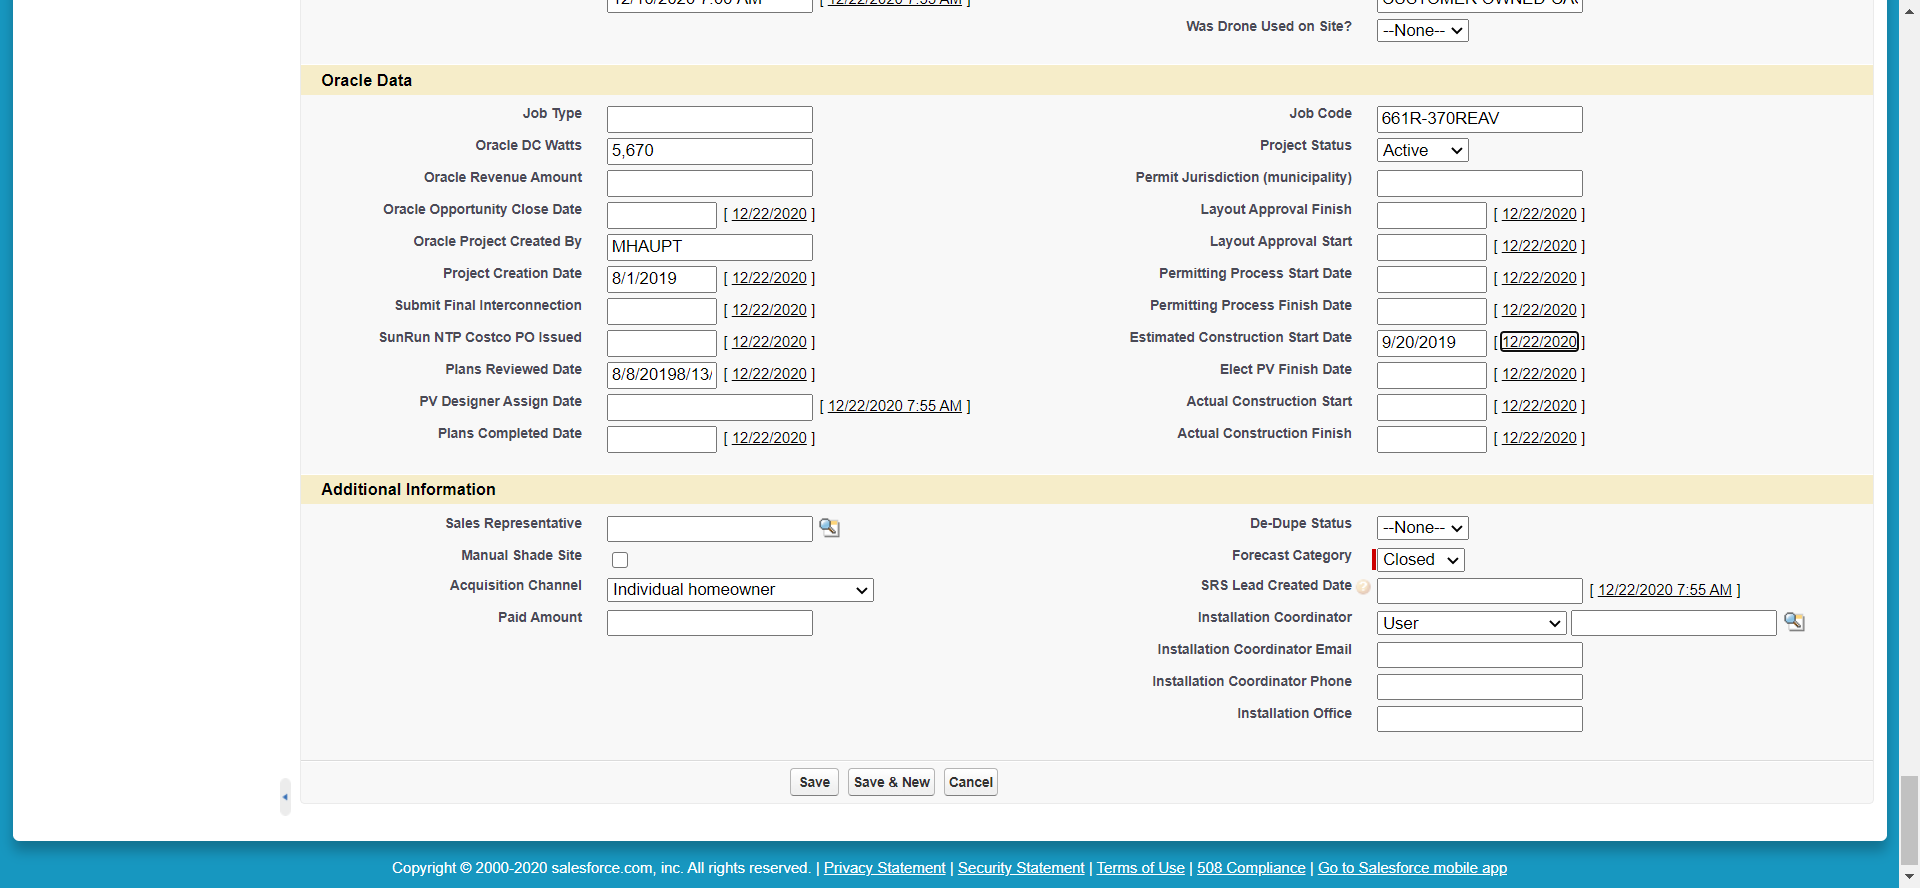 [ 12/22/2020 7:55 AM ]
Was Drone Used on Site? --None--
Oracle Data
Job Type
Job Code 661R-370REAV
Oracle DC Watts 5,670
Project Status Active
Oracle Revenue Amount
Permit Jurisdiction (municipality)
Oracle Opportunity Close Date [ 12/22/2020 ]
Layout Approval Finish [ 12/22/2020 ]
Oracle Project Created By MHAUPT
Layout Approval Start [ 12/22/2020 ]
Project Creation Date 8/1/2019 [ 12/22/2020 ]
Permitting Process Start Date [ 12/22/2020 ]
Submit Final Interconnection [ 12/22/2020 ]
Permitting Process Finish Date [ 12/22/2020 ]
SunRun NTP Costco PO Issued [ 12/22/2020 ]
Estimated Construction Start Date 9/20/2019 [ 12/22/2020 ]
Plans Reviewed Date 8/8/20198/13/ [ 12/22/2020 ]
Elect PV Finish Date [ 12/22/2020 ]
PV Designer Assign Date [ 12/22/2020 7:55 AM ]
Actual Construction Start [ 12/22/2020 ]
Plans Completed Date [ 12/22/2020 ]
Actual Construction Finish [ 12/22/2020 ]
Additional Information
Sales Representative
De-Dupe Status --None--
Manual Shade Site
Forecast Category Closed
Acquisition Channel Individual homeowner
SRS Lead Created Date [ 12/22/2020 7:55 AM ]
Paid Amount
Installation Coordinator User
Installation Coordinator Email
Installation Coordinator Phone
Installation Office
Save Save & New Cancel
Copyright © 2000-2020 salesforce.com, inc. All rights reserved. | Privacy Statement | Security Statement | Terms of Use | 508 Compliance | Go to Salesforce mobile app